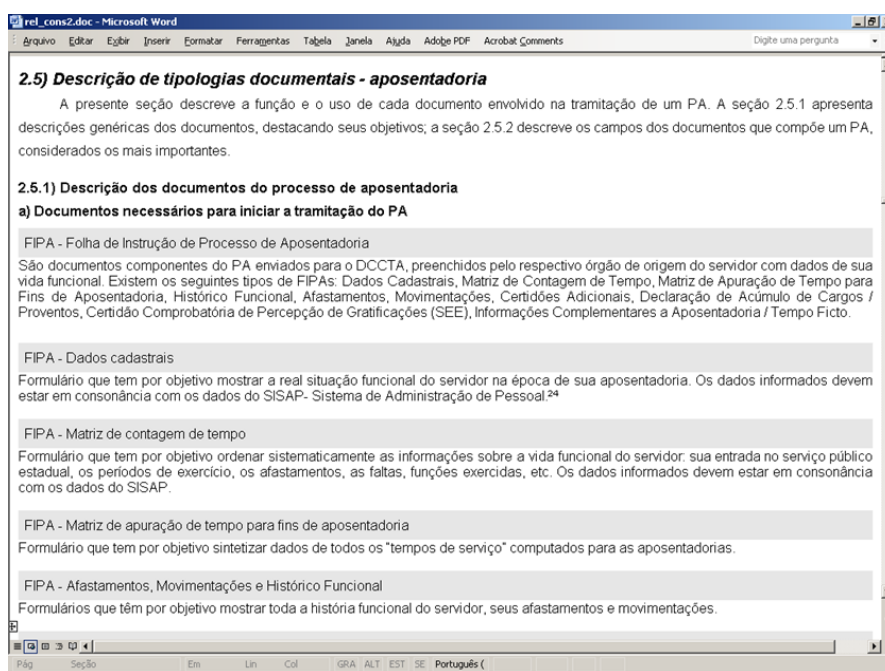 rel_cons2.doc - Microsoft Word
Arquivo Editar Exibir Inserir Formatar Ferramentas Tabela Janela Ajuda Adobe PDF Acrobat Comments Digite uma pergunta
2.5) Descrição de tipologias documentais - aposentadoria
A presente seção descreve a função e o uso de cada documento envolvido na tramitação de um PA. A seção 2.5.1 apresenta
descrições genéricas dos documentos, destacando seus objetivos; a seção 2.5.2 descreve os campos dos documentos que compõe um PA,
considerados os mais importantes.
2.5.1) Descrição dos documentos do processo de aposentadoria
a) Documentos necessários para iniciar a tramitação do PA
FIPA - Folha de Instrução de Processo de Aposentadoria
São documentos componentes do PA enviados para o DCCTA, preenchidos pelo respectivo órgão de origem do servidor com dados de sua
vida funcional. Existem os seguintes tipos de FIPAs: Dados Cadastrais, Matriz de Contagem de Tempo, Matriz de Apuração de Tempo para
Fins de Aposentadoria, Histórico Funcional, Afastamentos, Movimentações, Certidões Adicionais, Declaração de Acúmulo de Cargos /
Proventos, Certidão Comprobatória de Percepção de Gratificações (SEE), Informações Complementares a Aposentadoria / Tempo Ficto.
FIPA - Dados cadastrais
Formulário que tem por objetivo mostrar a real situação funcional do servidor na época de sua aposentadoria. Os dados informados devem
estar em consonância com os dados do SISAP- Sistema de Administração de Pessoal.²⁴
FIPA - Matriz de contagem de tempo
Formulário que tem por objetivo ordenar sistematicamente as informações sobre a vida funcional do servidor: sua entrada no serviço público
estadual, os períodos de exercício, os afastamentos, as faltas, funções exercidas, etc. Os dados informados devem estar em consonância
com os dados do SISAP.
FIPA - Matriz de apuração de tempo para fins de aposentadoria
Formulário que tem por objetivo sintetizar dados de todos os "tempos de serviço" computados para as aposentadorias.
FIPA - Afastamentos, Movimentações e Histórico Funcional
Formulários que têm por objetivo mostrar toda a história funcional do servidor, seus afastamentos e movimentações.
Pág Seção Em Lin Col GRA ALT EST SE Português (